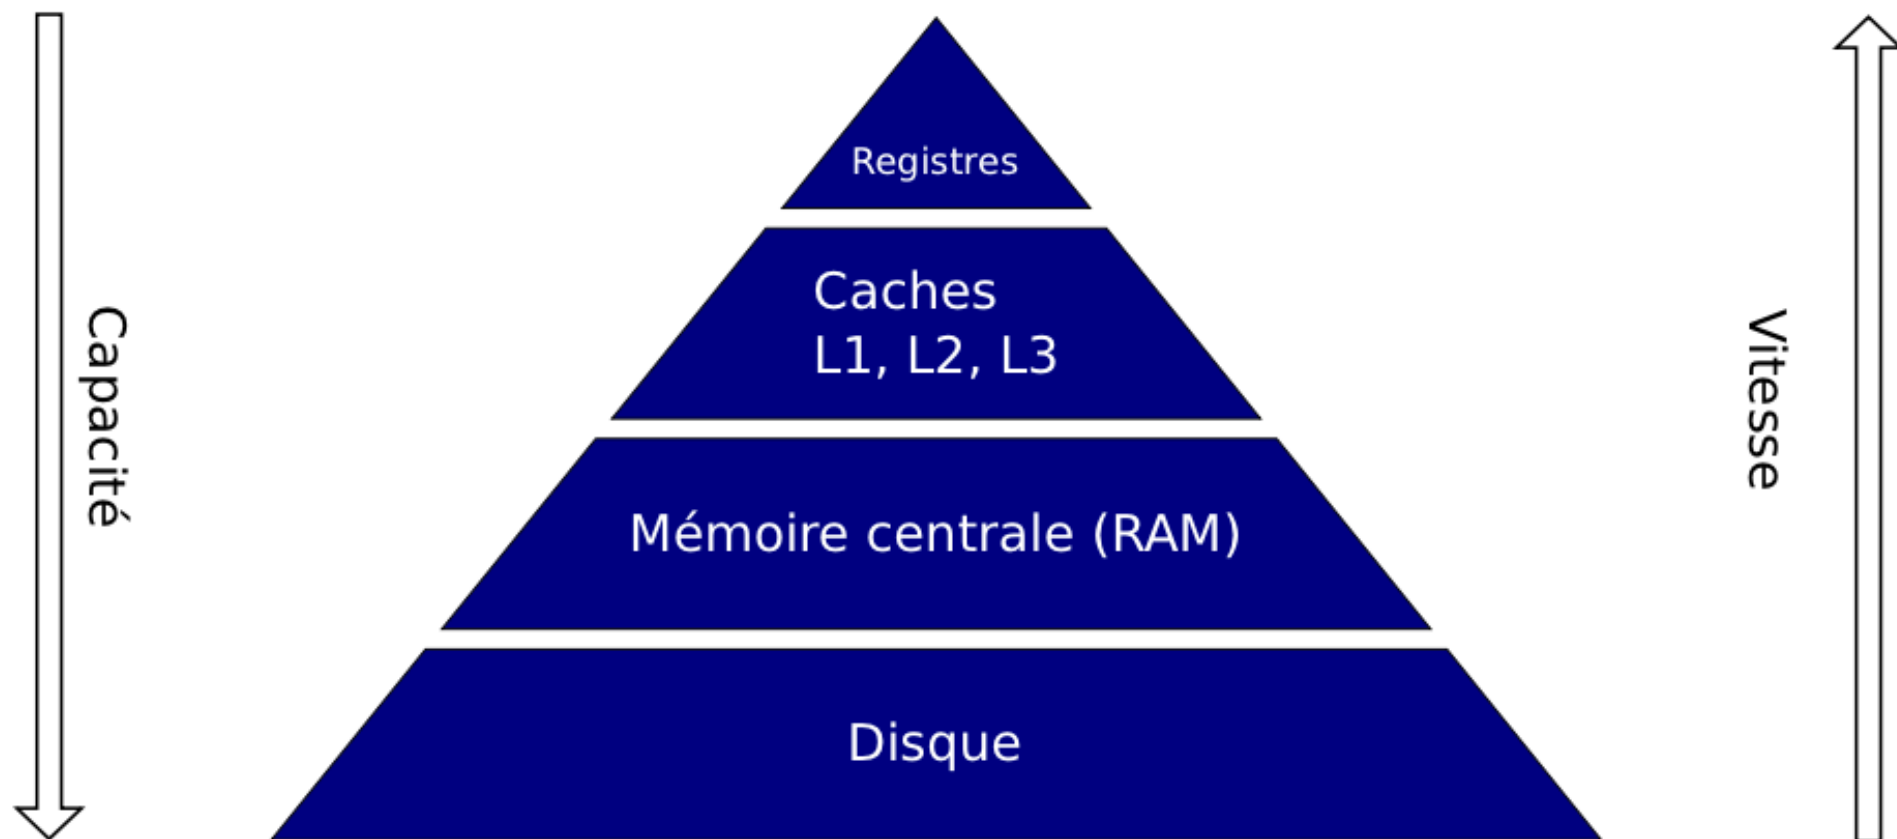 Registres
Caches
L1, L2, L3
Capacité
Vitesse
Mémoire centrale (RAM)
Disque